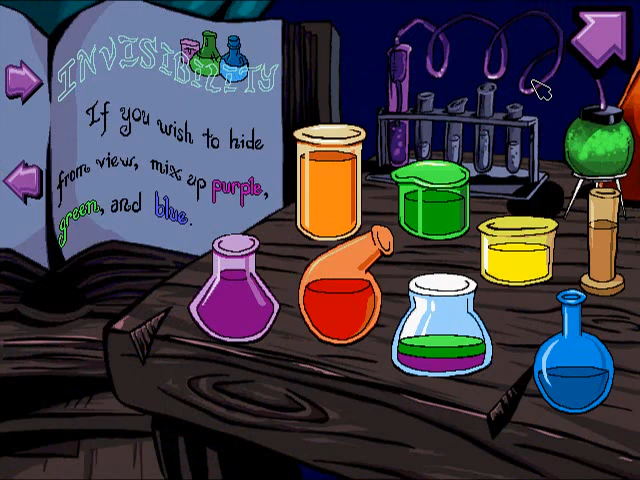 INVISIBILITY
If you wish to hide
from view, mix up purple,
green, and blue.